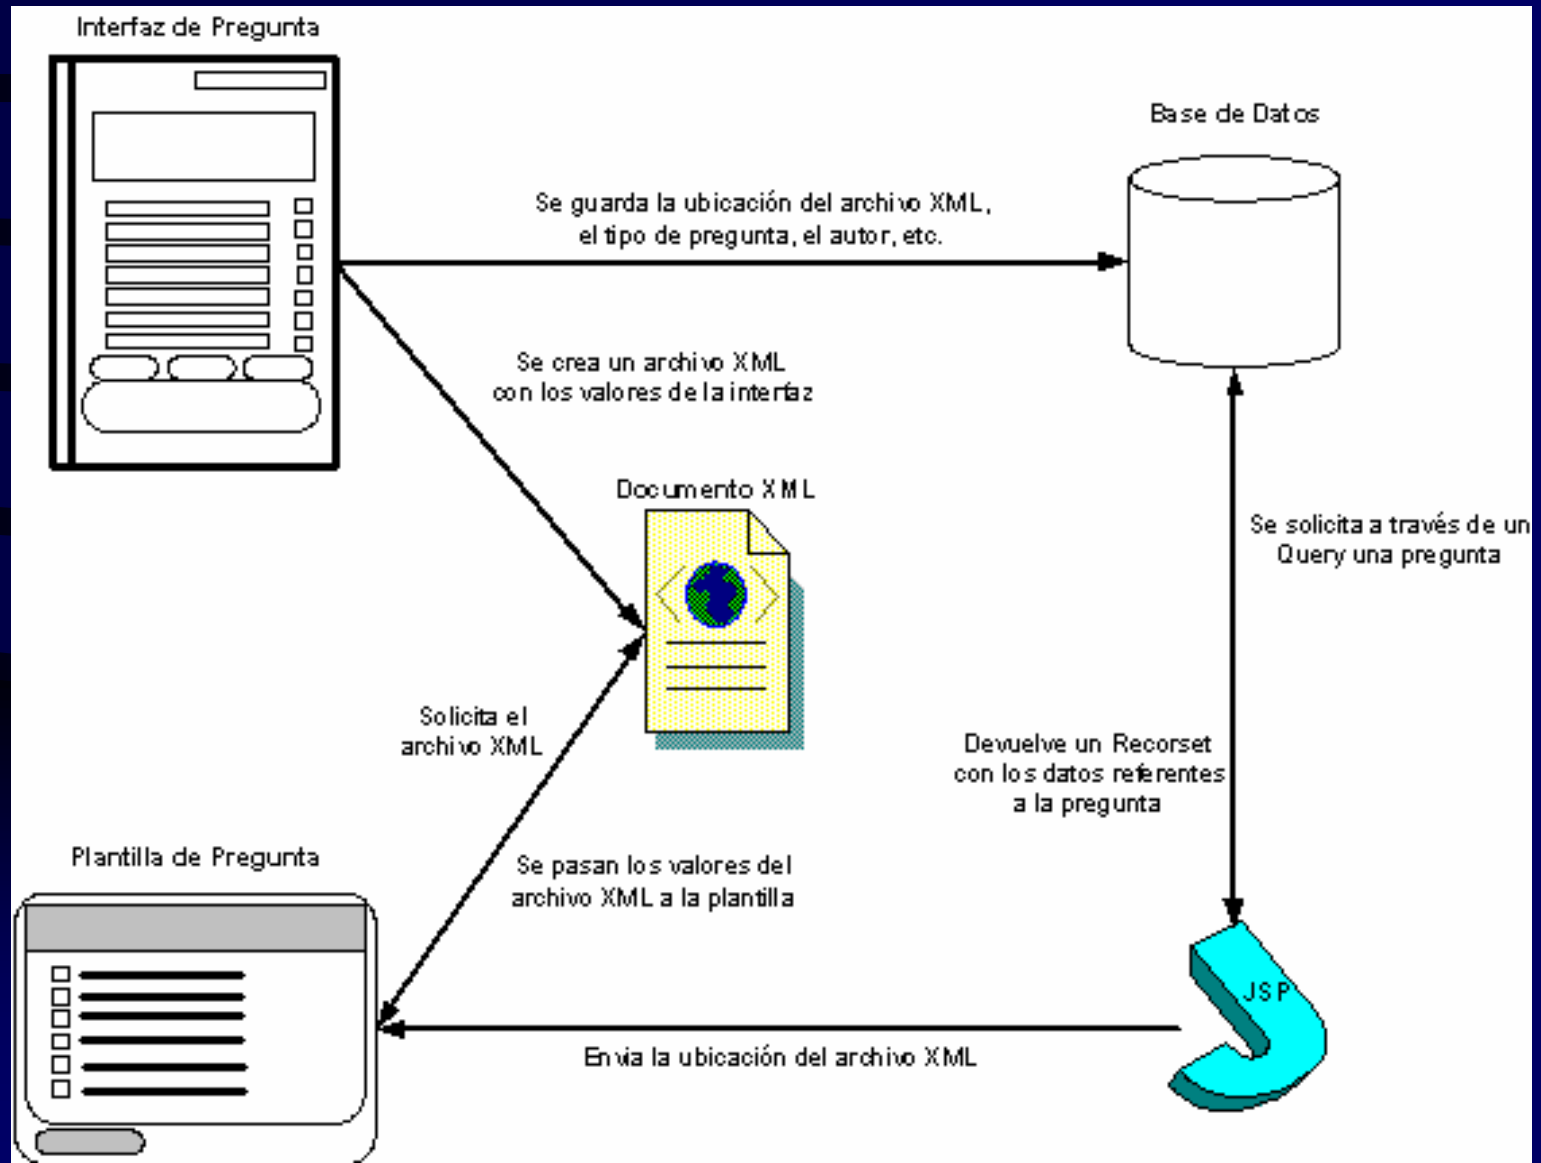 Interfaz de Pregunta
Base de Datos
Se guarda la ubicación del archivo XML,
el tipo de pregunta, el autor, etc.
Se crea un archivo XML
con los valores de la interfaz
Documento XML
Se solicita a través de un
Query una pregunta
Solicita el
archivo XML
Devuelve un Recorset
con los datos referentes
a la pregunta
Plantilla de Pregunta
Se pasan los valores del
archivo XML a la plantilla
JSP
Envia la ubicación del archivo XML